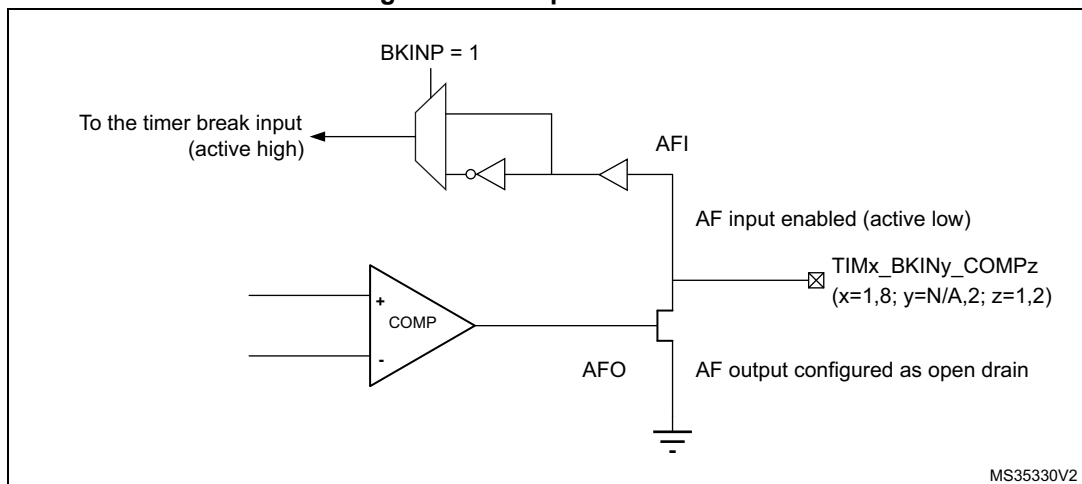 BKINP = 1
To the timer break input
(active high)
AFI
AF input enabled (active low)
TIMx_BKINy_COMPz
(x=1,8; y=N/A,2; z=1,2)
+
COMP
-
AFO
AF output configured as open drain
MS35330V2